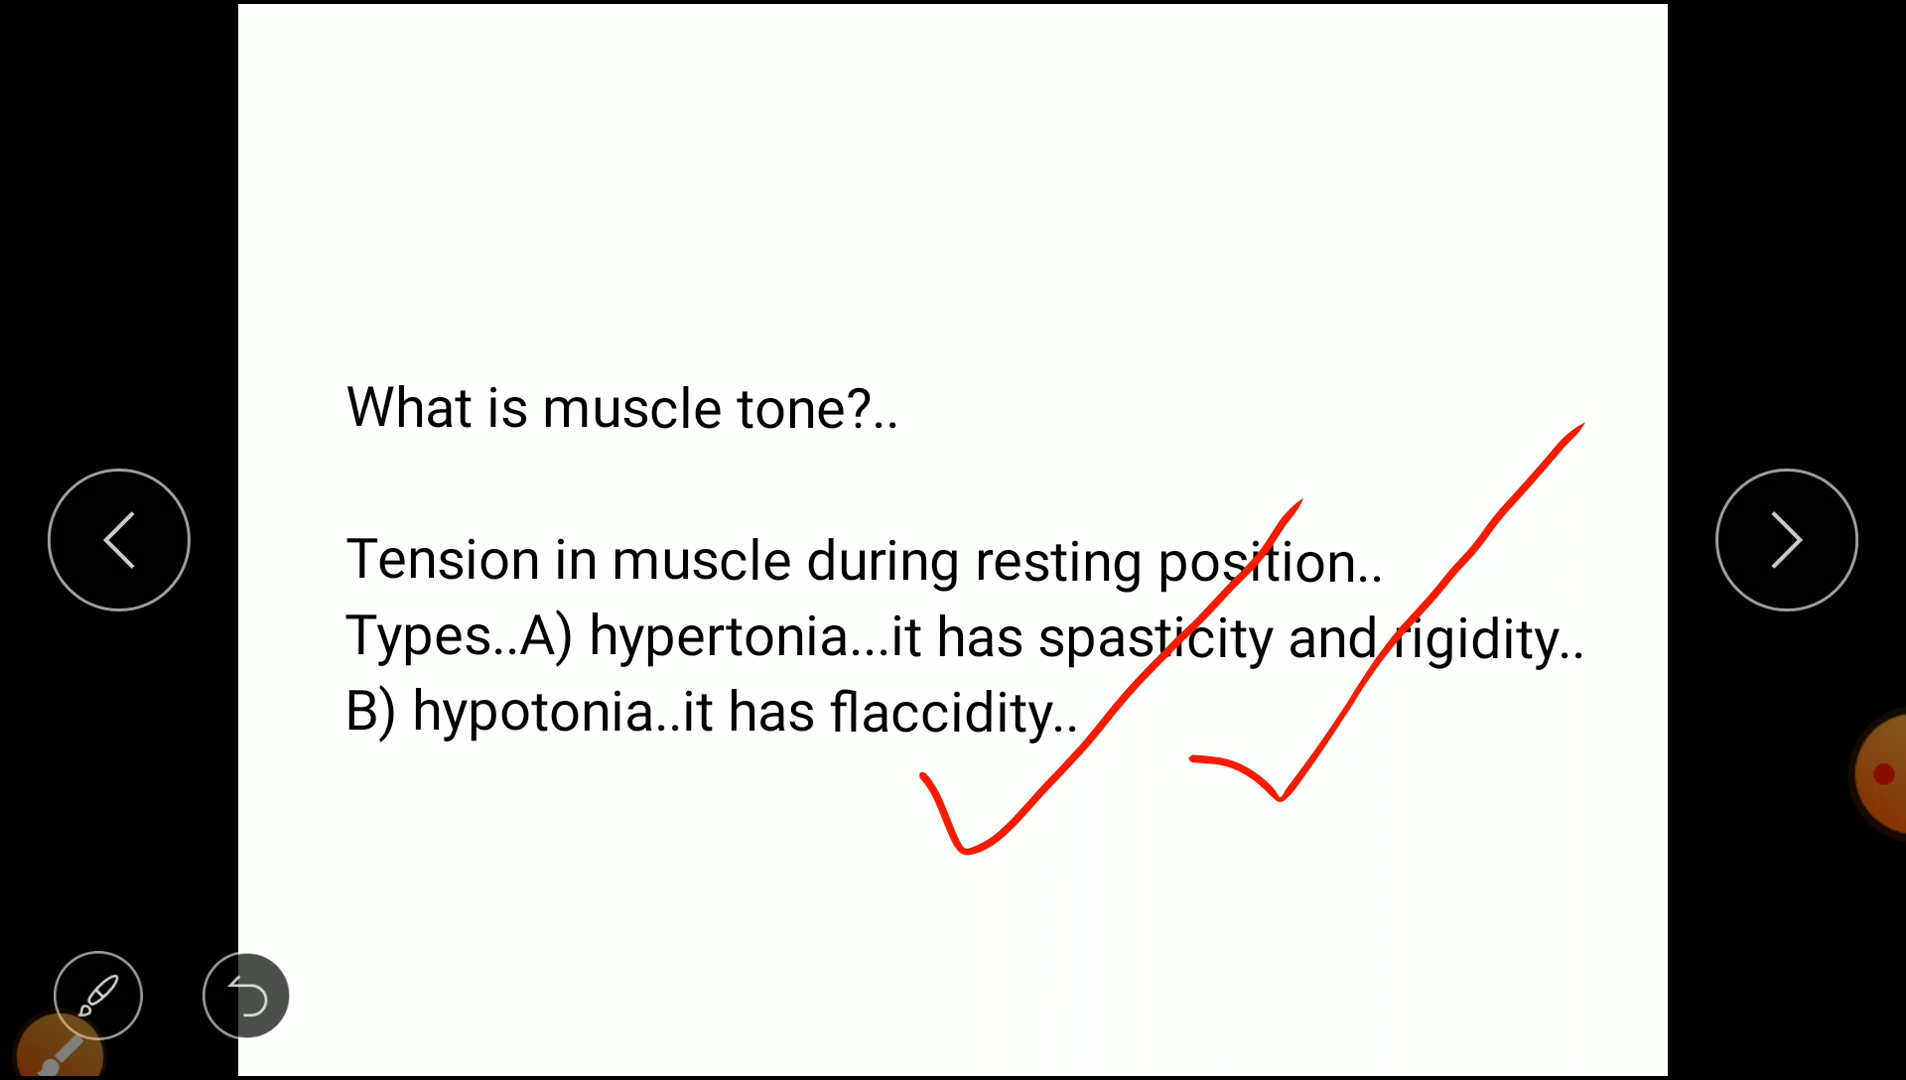 What is muscle tone?..
Tension in muscle during resting position..
Types..A) hypertonia...it has spasticity and rigidity..
B) hypotonia..it has flaccidity..